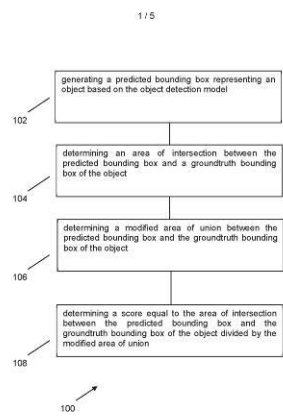 1 / 5
generating a predicted bounding box representing an
object based on the object detection model
102
determining an area of intersection between the
predicted bounding box and a groundtruth bounding
box of the object
104
determining a modified area of union between the
predicted bounding box and the groundtruth bounding
box of the object
106
determining a score equal to the area of intersection
between the predicted bounding box and the
groundtruth bounding box of the object divided by the
modified area of union
108
100